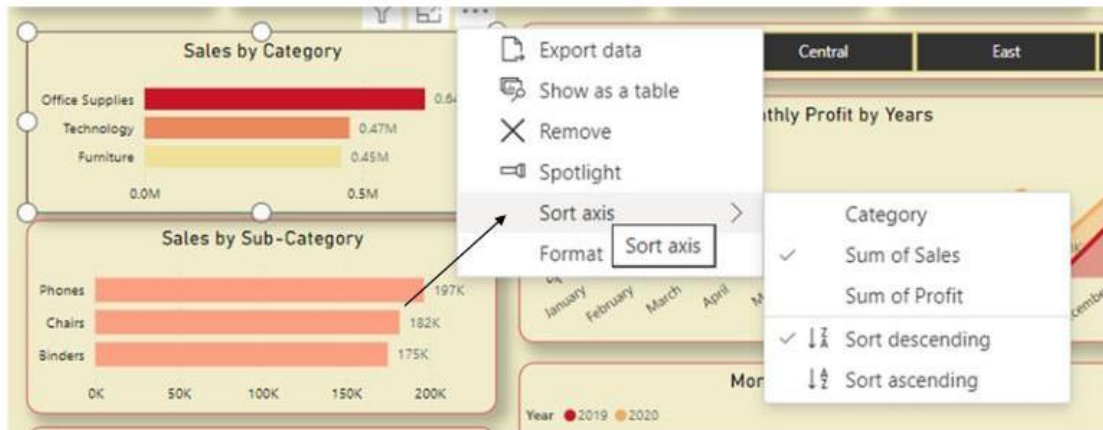 Sales by Category
Office Supplies
Technology 0.47M
Furniture 0.45M
0.0M 0.5M
Sales by Sub-Category
Phones 197K
Chairs 182K
Binders 175K
0K 50K 100K 150K 200K
Export data
Show as a table
Remove
Spotlight
Sort axis
Format
Sort axis
Central East
Profit by Years
Category
Sum of Sales
Sum of Profit
Sort descending
Sort ascending
January February March April
Year 2019 2020